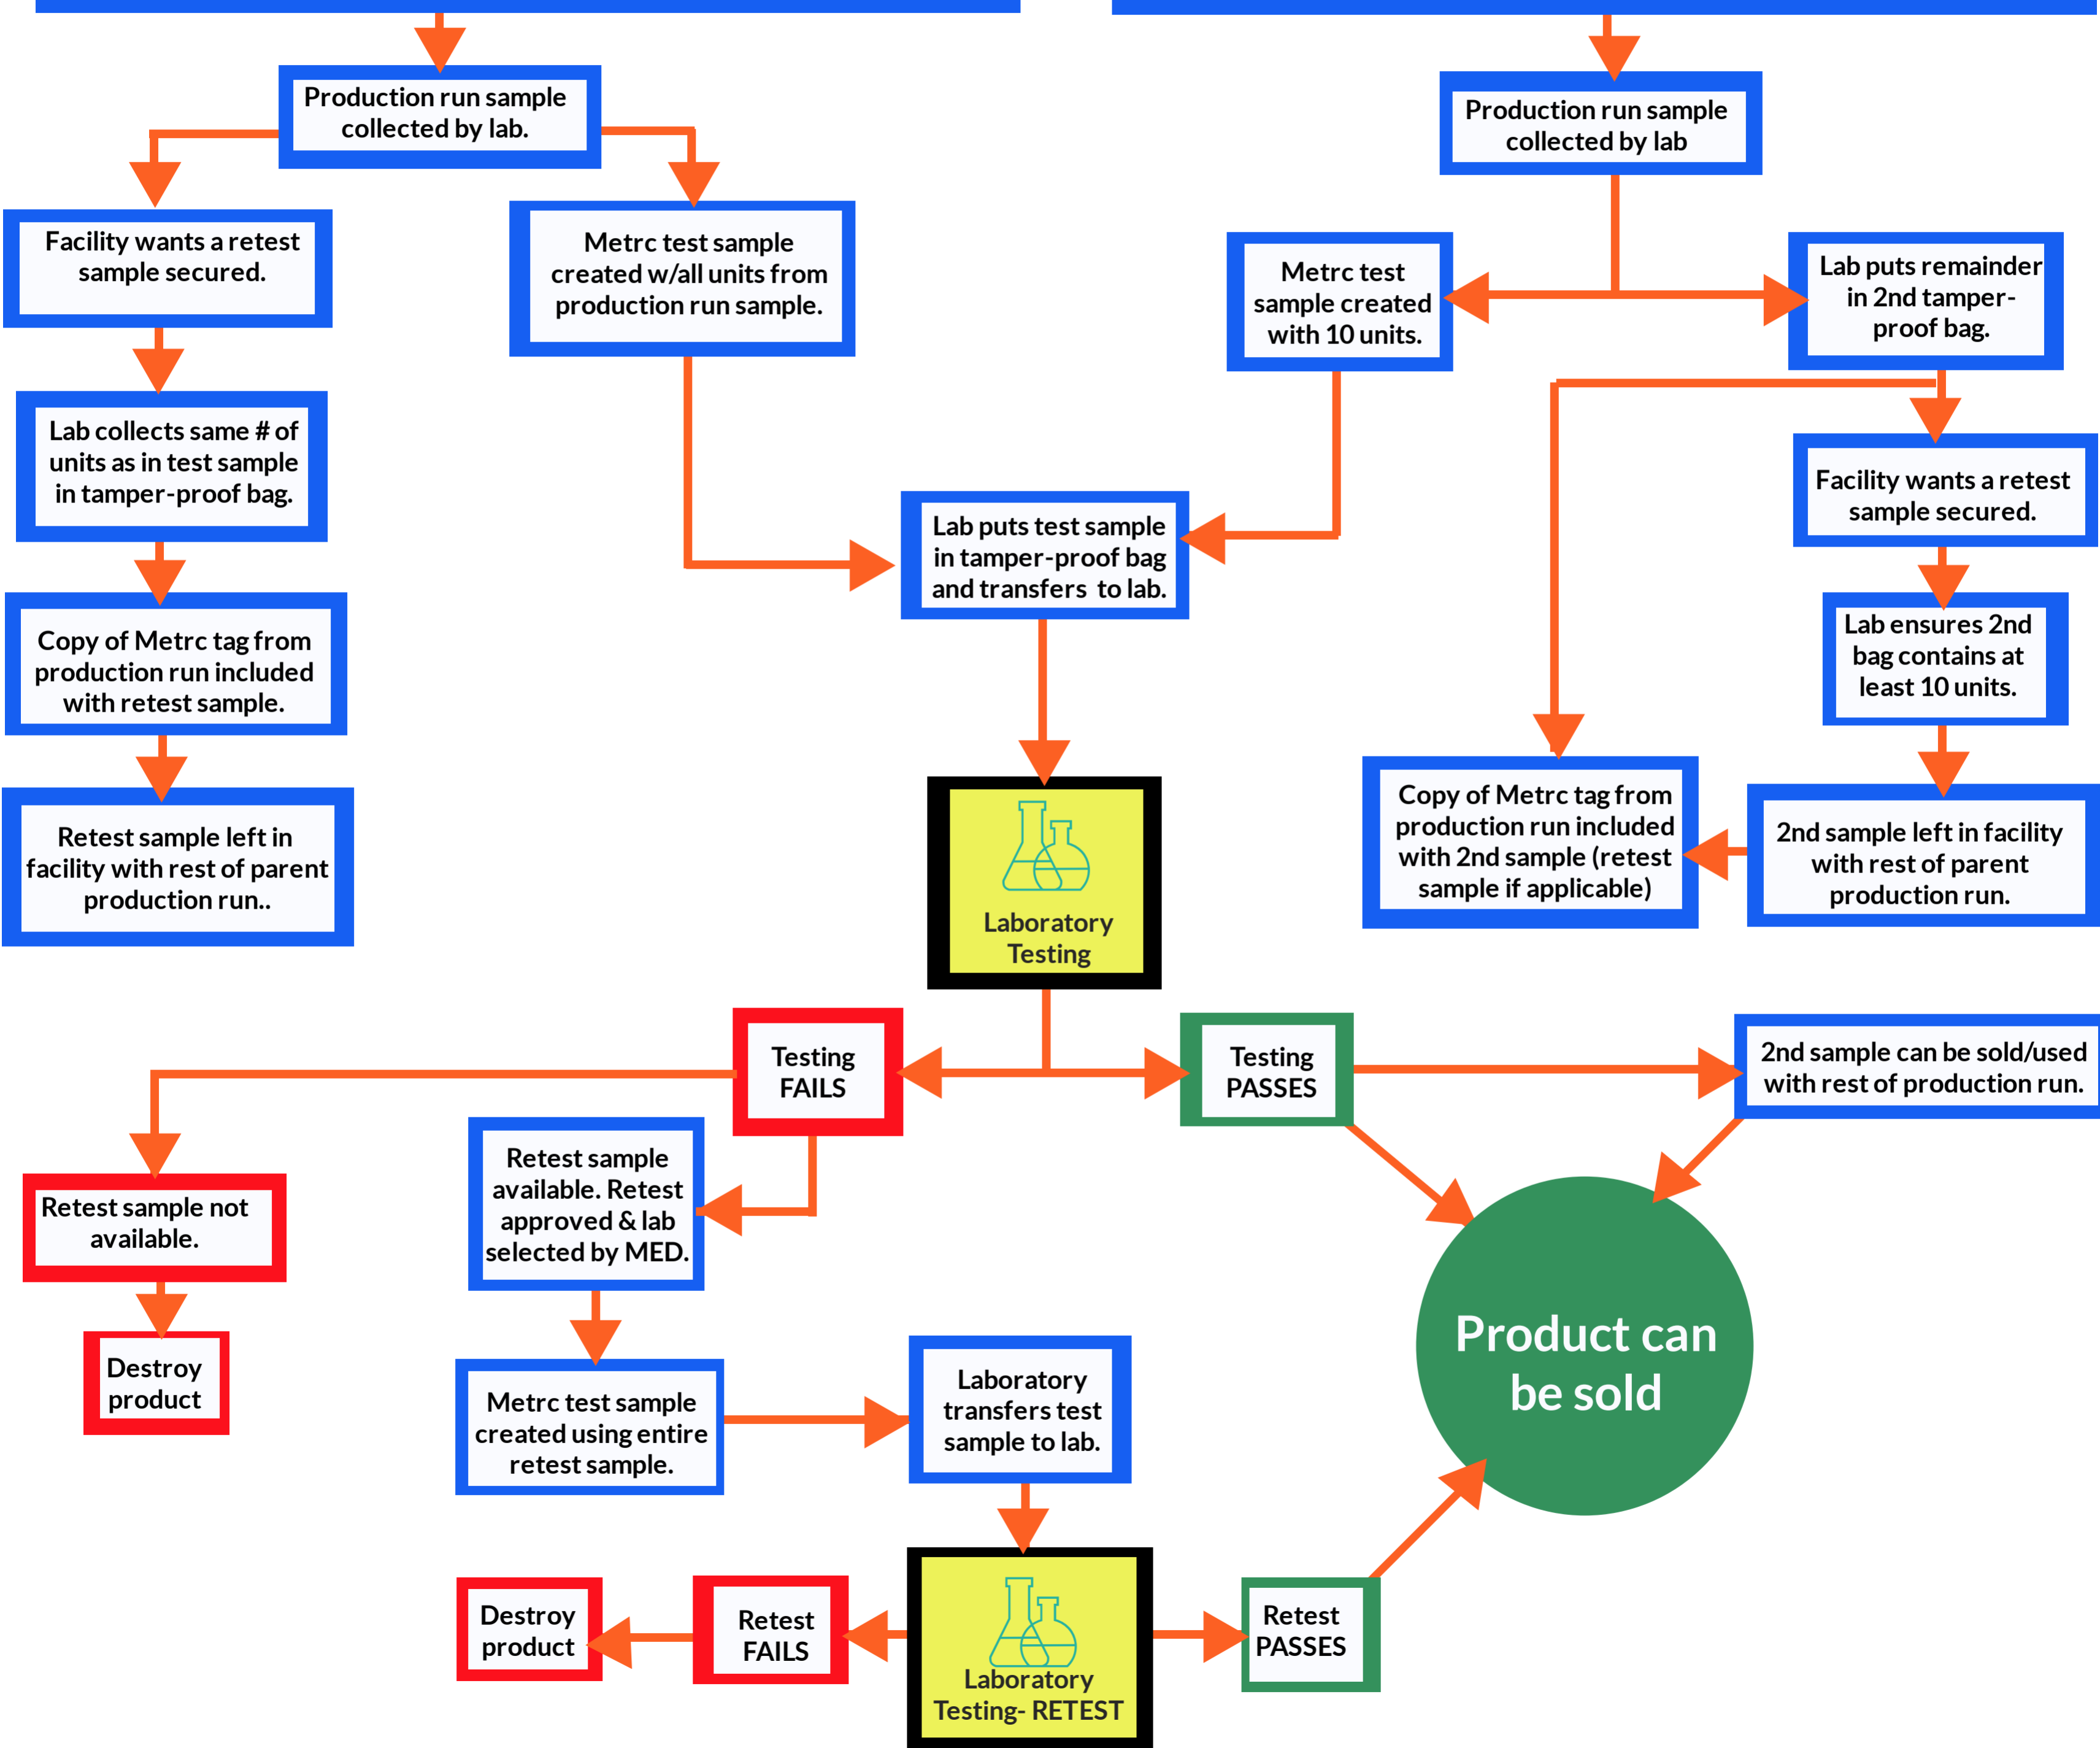 Production run sample
collected by lab.
Production run sample
collected by lab
Facility wants a retest
sample secured.
Metrc test sample
created w/all units from
production run sample.
Metrc test
sample created
with 10 units.
Lab puts remainder
in 2nd tamper-
proof bag.
Lab collects same # of
units as in test sample
in tamper-proof bag.
Facility wants a retest
sample secured.
Lab puts test sample
in tamper-proof bag
and transfers  to lab.
Copy of Metrc tag from
production run included
with retest sample.
Lab ensures 2nd
bag contains at
least 10 units.
Retest sample left in
facility with rest of parent
production run..
Copy of Metrc tag from
production run included
with 2nd sample (retest
sample if applicable)
2nd sample left in facility
with rest of parent
production run.
Laboratory
Testing
Testing
FAILS
Testing
PASSES
2nd sample can be sold/used
with rest of production run.
Retest sample not
available.
Retest sample
available. Retest
approved & lab
selected by MED.
Destroy
product
Metrc test sample
created using entire
retest sample.
Laboratory
transfers test
sample to lab.
Product can
be sold
Destroy
product
Retest
FAILS
Laboratory
Testing- RETEST
Retest
PASSES